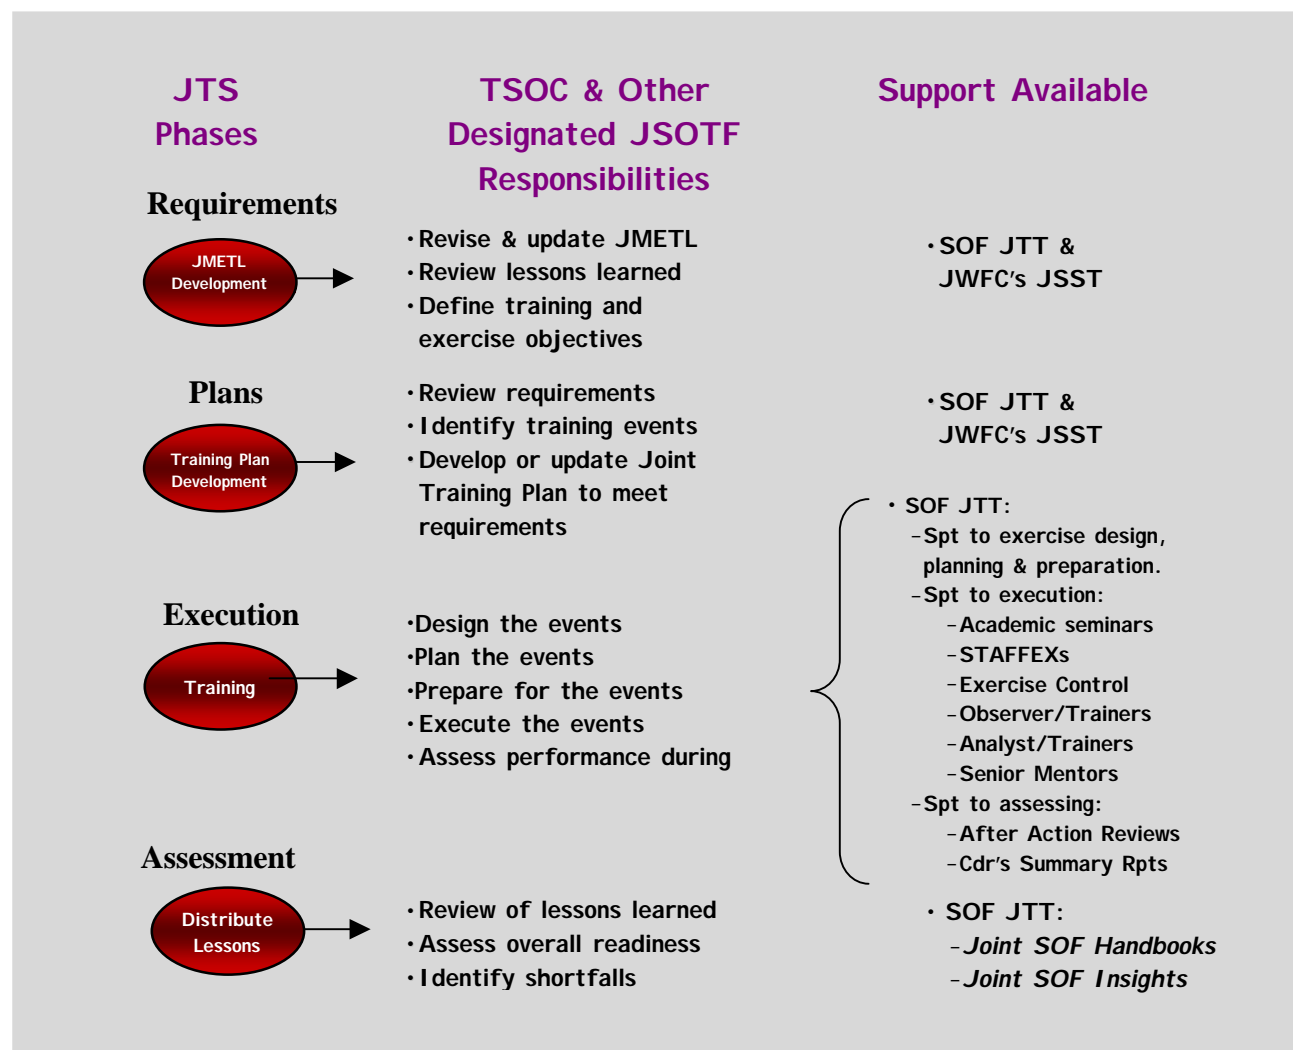 JTS
Phases
TSOC & Other
Designated JSOTF
Responsibilities
Support Available
Requirements
JMETL
Development
·Revise & update JMETL
·Review lessons learned
·Define training and
exercise objectives
·SOF JTT &
JWFC's JSST
Plans
Training Plan
Development
·Review requirements
·Identify training events
·Develop or update Joint
Training Plan to meet
requirements
·SOF JTT &
JWFC's JSST
Execution
Training
·Design the events
·Plan the events
·Prepare for the events
·Execute the events
·Assess performance during
· SOF JTT:
–Spt to exercise design,
planning & preparation.
–Spt to execution:
–Academic seminars
–STAFFEXs
–Exercise Control
–Observer/Trainers
–Analyst/Trainers
–Senior Mentors
–Spt to assessing:
–After Action Reviews
–Cdr's Summary Rpts
Assessment
Distribute
Lessons
·Review of lessons learned
·Assess overall readiness
·Identify shortfalls
· SOF JTT:
–Joint SOF Handbooks
–Joint SOF Insights